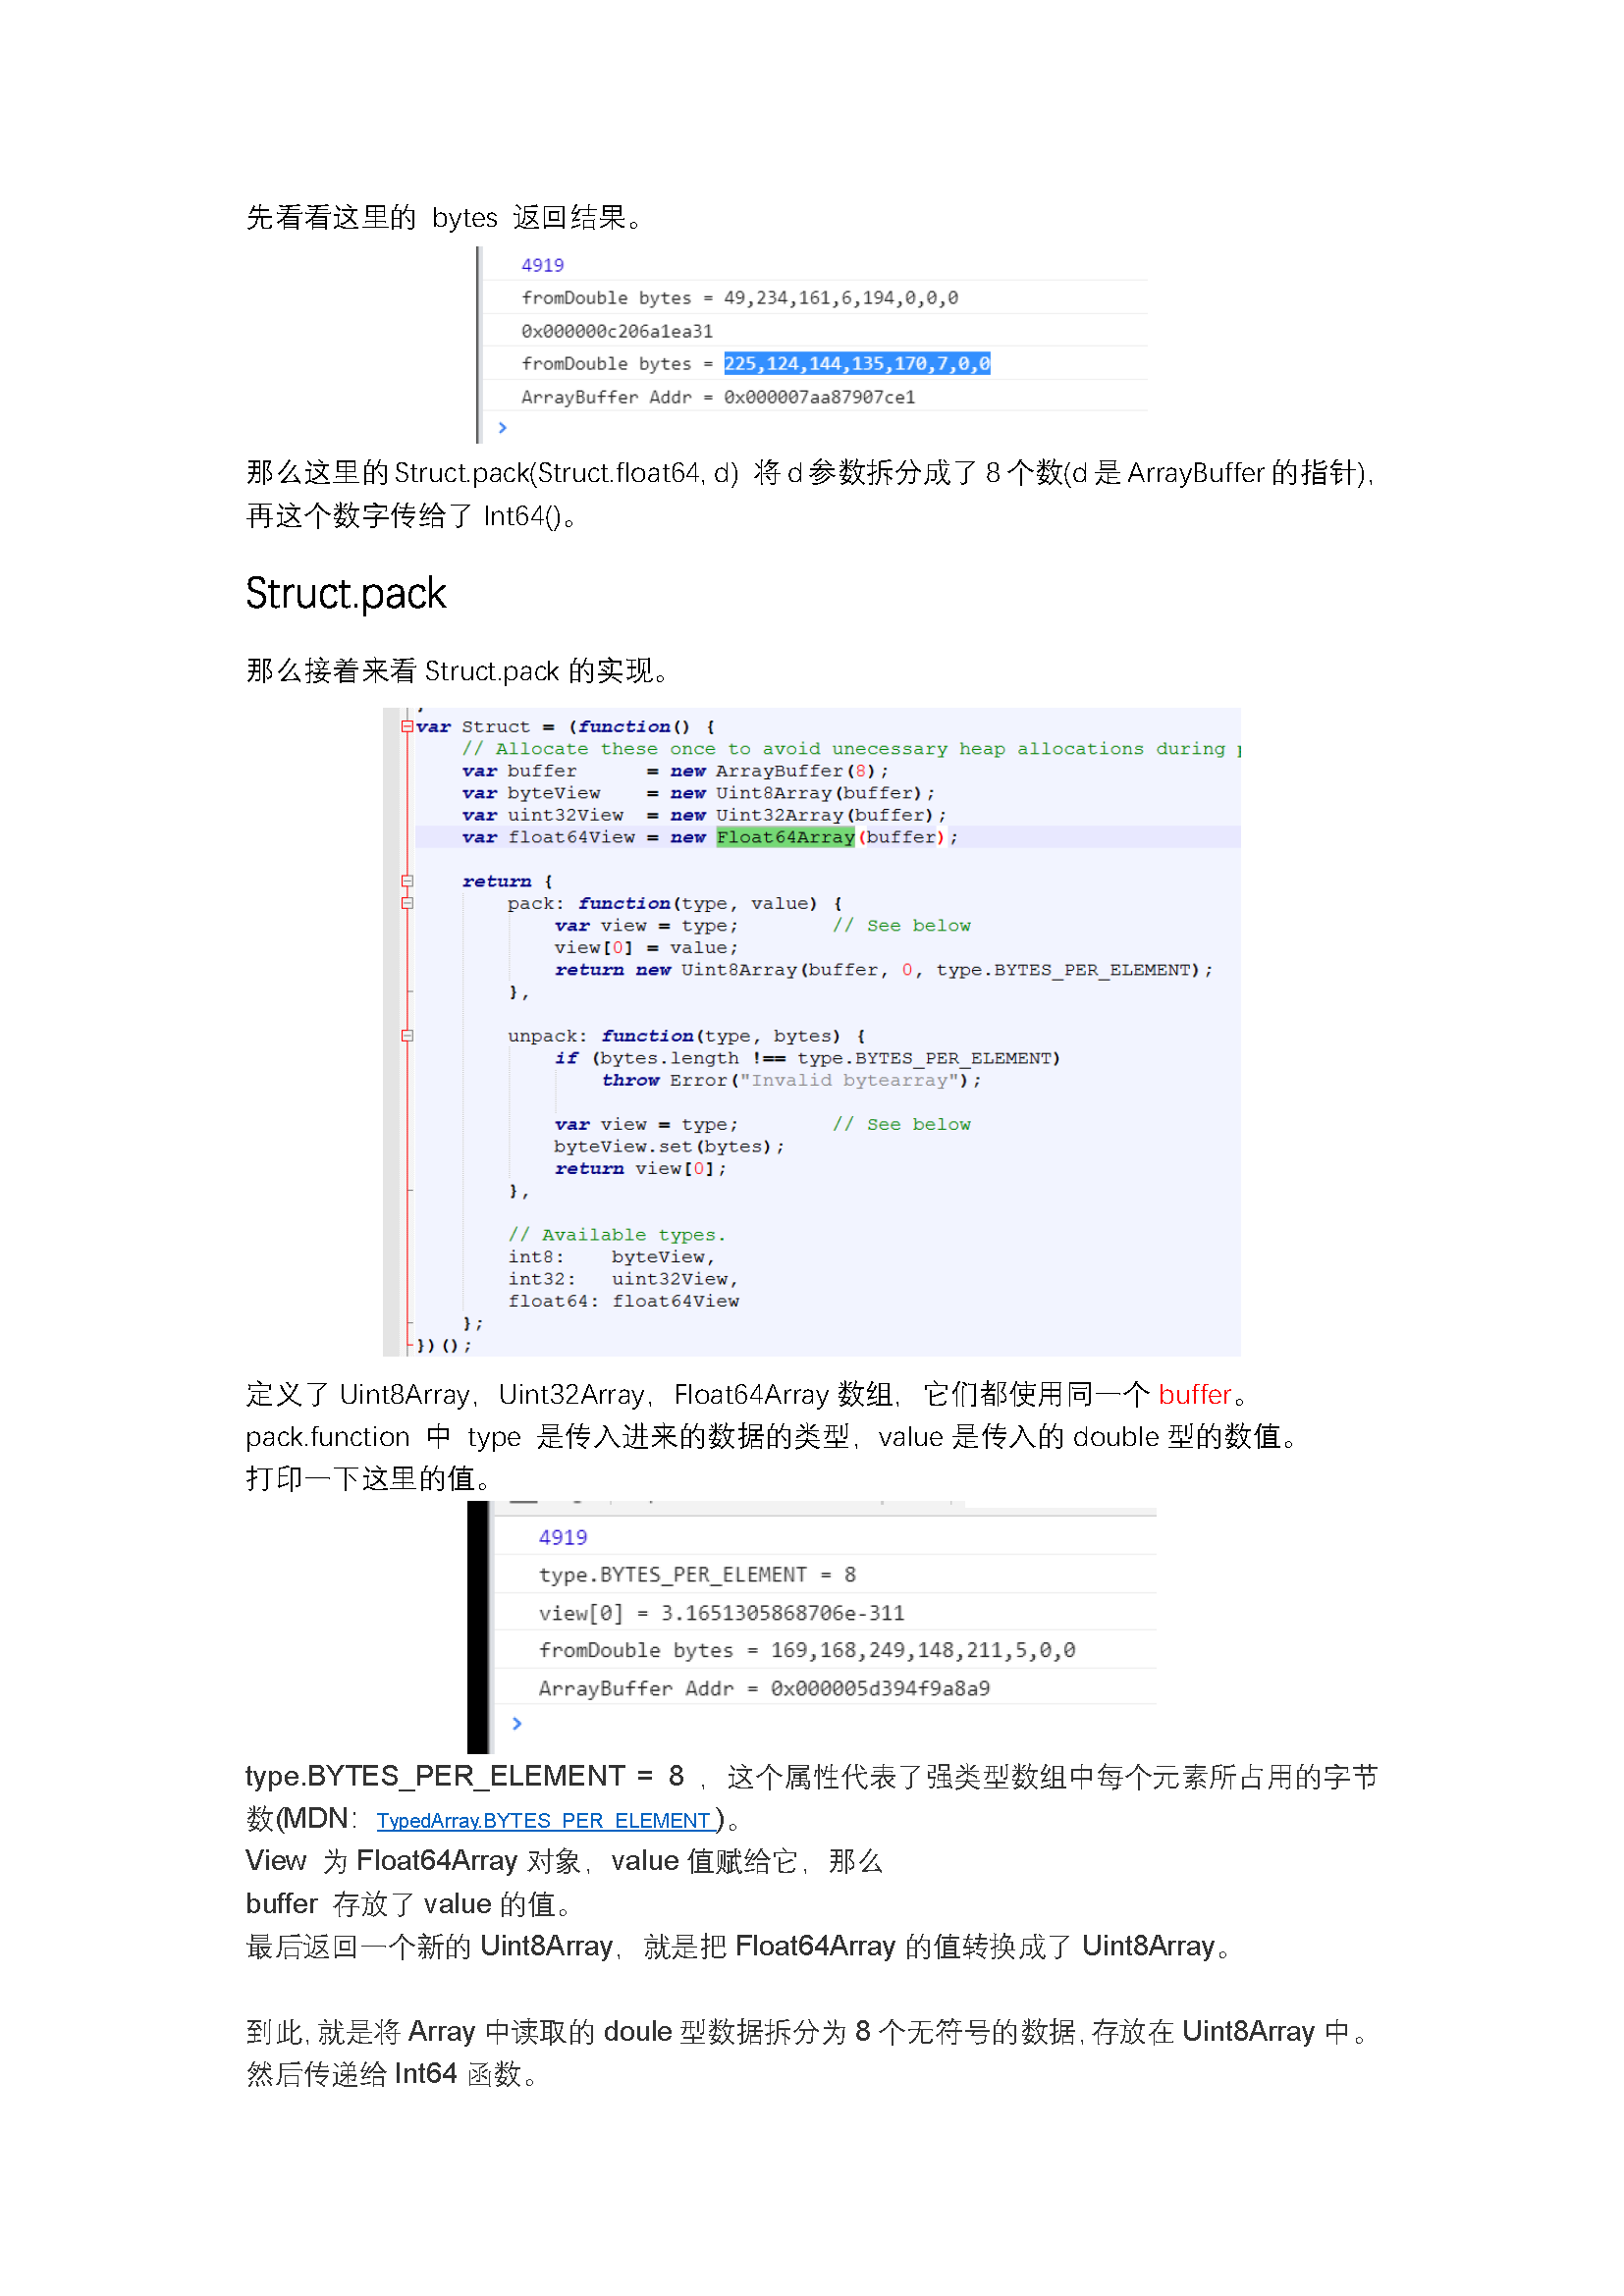 先看看这里的 bytes 返回结果。
4919
fromDouble bytes = 49,234,161,6,194,0,0,0
0x000000c206a1ea31
fromDouble bytes = 225,124,144,135,170,7,0,0
ArrayBuffer Addr = 0x000007aa87907ce1
>
那么这里的 Struct.pack(Struct.float64, d) 将 d 参数拆分成了 8 个数(d 是 ArrayBuffer 的指针),
再这个数字传给了 Int64()。
Struct.pack
那么接着来看 Struct.pack 的实现。
var Struct = (function() {
// Allocate these once to avoid unecessary heap allocations during
var buffer = new ArrayBuffer(8);
var byteView = new Uint8Array(buffer);
var uint32View = new Uint32Array(buffer);
var float64View = new Float64Array(buffer);
return {
pack: function(type, value) {
var view = type; // See below
view[0] = value;
return new Uint8Array(buffer, 0, type.BYTES_PER_ELEMENT);
},
unpack: function(type, bytes) {
if (bytes.length !== type.BYTES_PER_ELEMENT)
throw Error("Invalid bytearray");
var view = type; // See below
byteView.set(bytes);
return view[0];
},
// Available types.
int8: byteView,
int32: uint32View,
float64: float64View
};
})();
定义了 Uint8Array，Uint32Array，Float64Array 数组，它们都使用同一个 buffer。
pack.function 中 type 是传入进来的数据的类型，value 是传入的 double 型的数值。
打印一下这里的值。
4919
type.BYTES_PER_ELEMENT = 8
view[0] = 3.1651305868706e-311
fromDouble bytes = 169,168,249,148,211,5,0,0
ArrayBuffer Addr = 0x000005d394f9a8a9
>
type.BYTES_PER_ELEMENT = 8 ，这个属性代表了强类型数组中每个元素所占用的字节
数(MDN： TypedArray.BYTES_PER_ELEMENT )。
View 为 Float64Array 对象，value 值赋给它，那么
buffer 存放了 value 的值。
最后返回一个新的 Uint8Array，就是把 Float64Array 的值转换成了 Uint8Array。
到此,就是将 Array 中读取的 doule 型数据拆分为 8 个无符号的数据,存放在 Uint8Array 中。
然后传递给 Int64 函数。